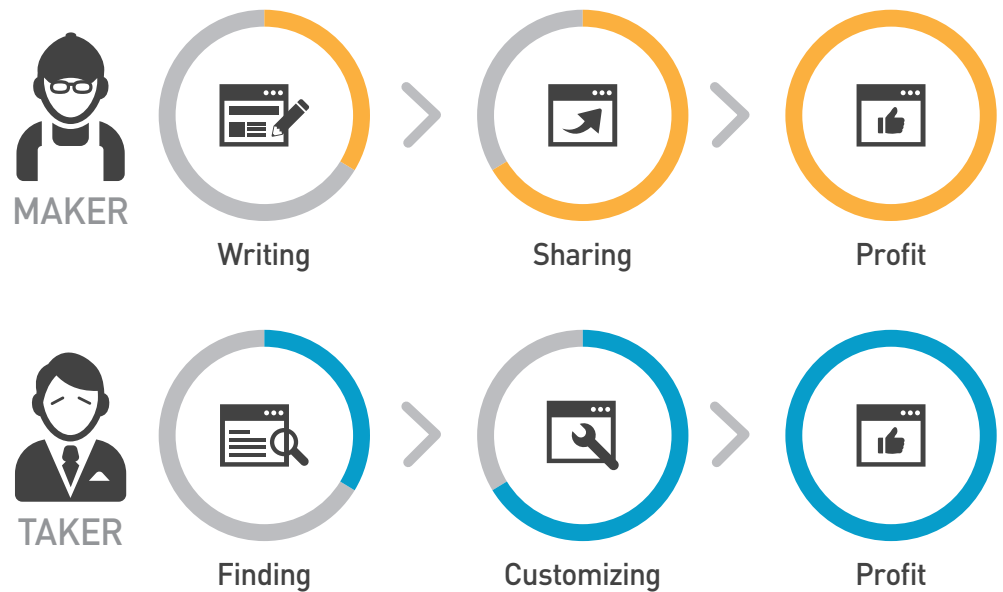 MAKER
Writing
Sharing
Profit
TAKER
Finding
Customizing
Profit